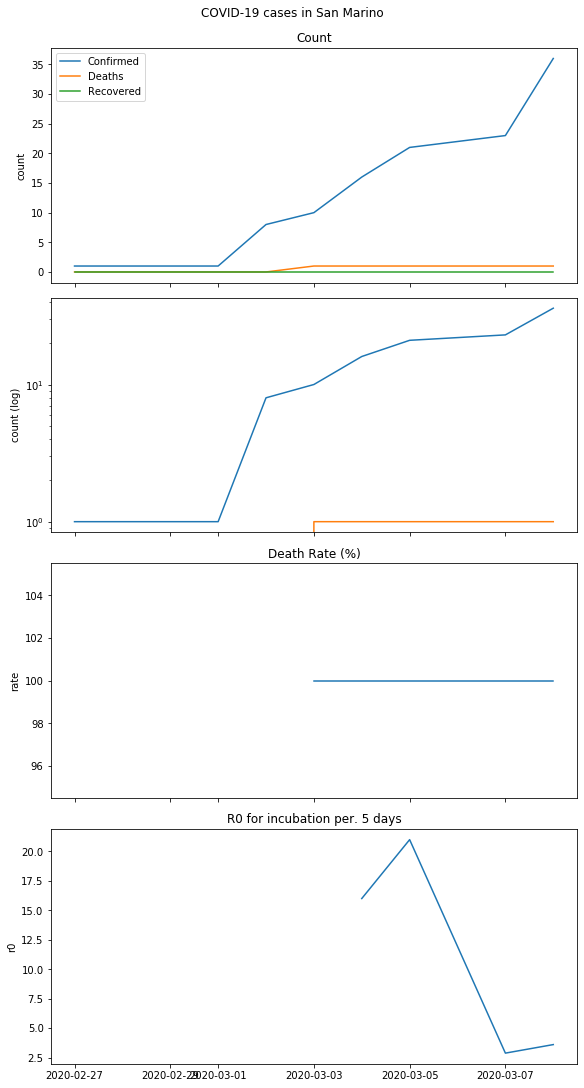 COVID-19 cases in San Marino
Count
Confirmed
Deaths
Recovered
35
30
25
20
15
10
5
0
count
10¹
10⁰
count (log)
Death Rate (%)
104
102
100
98
96
rate
R0 for incubation per. 5 days
20.0
17.5
15.0
12.5
10.0
7.5
5.0
2.5
r0
2020-02-27 2020-02-29 2020-03-01 2020-03-03 2020-03-05 2020-03-07